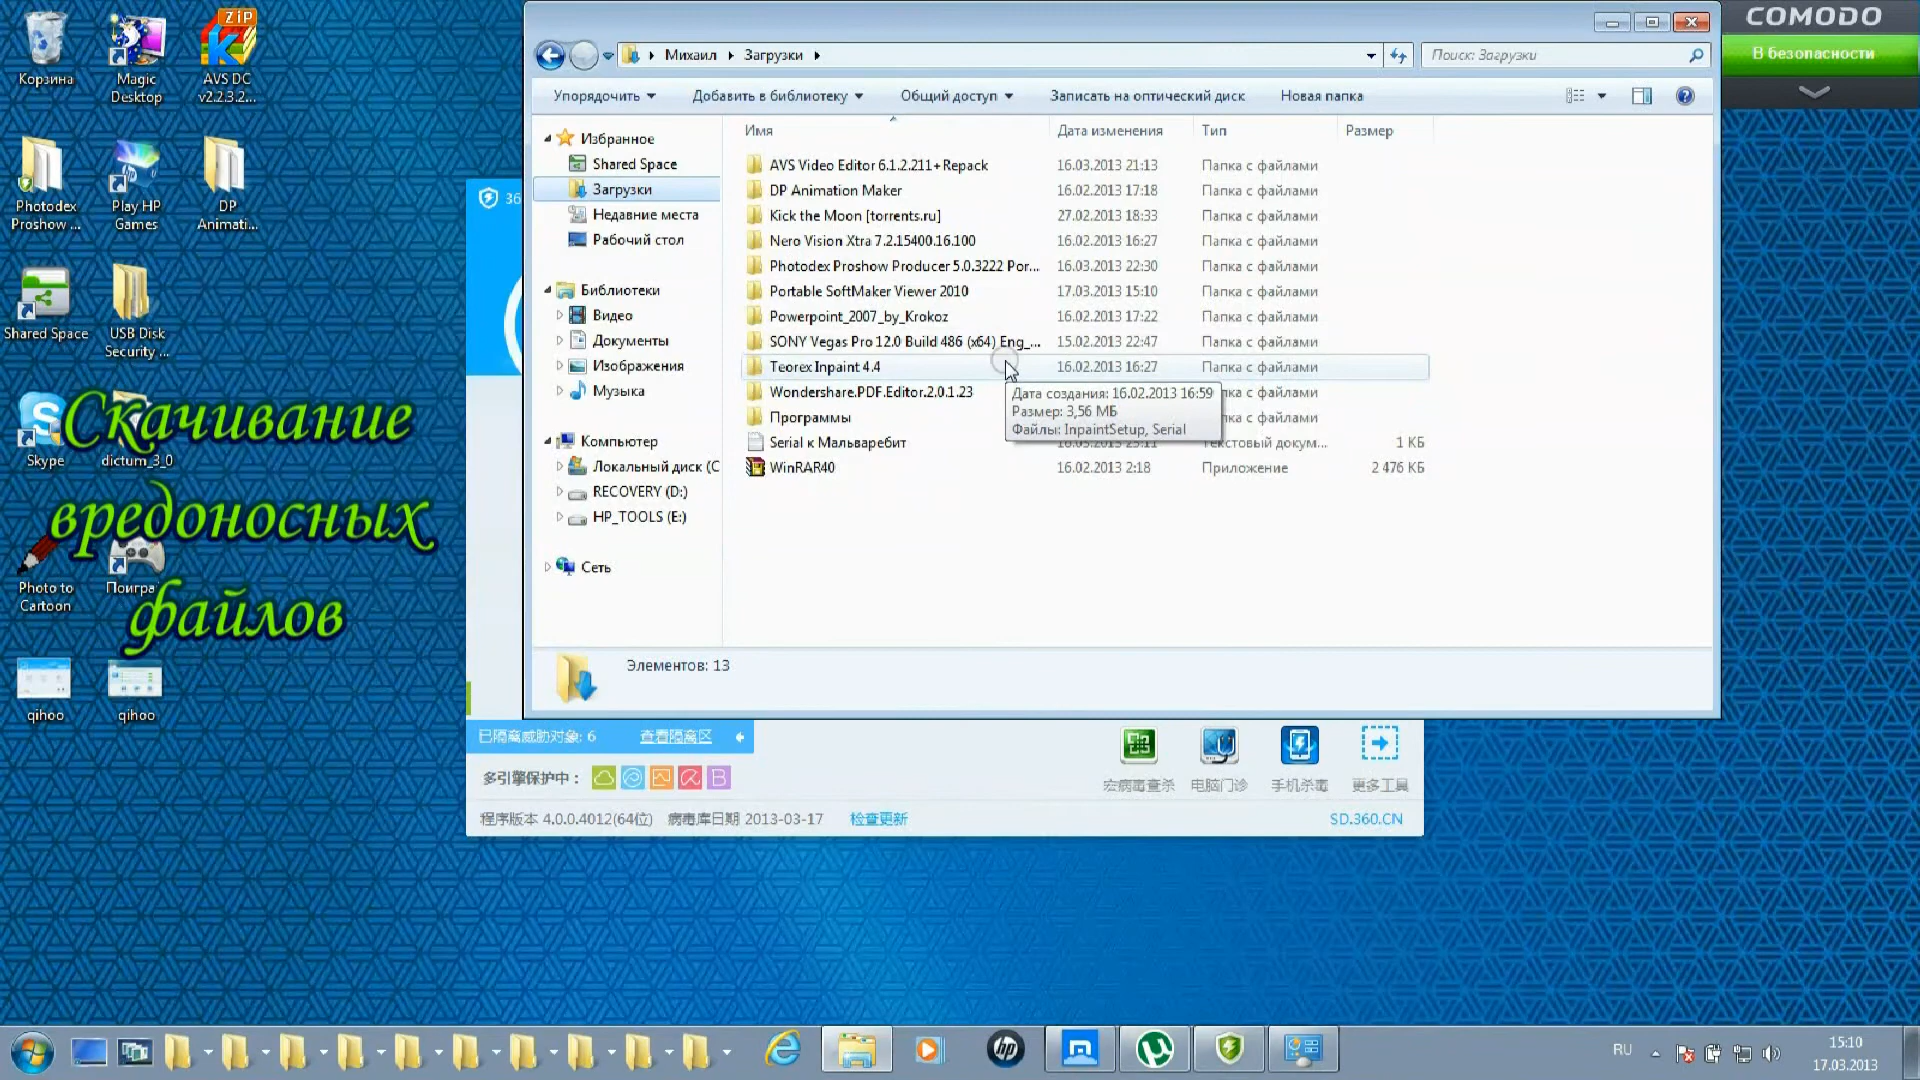 Корзина
Magic
Desktop
ZIP
AVS DC
v2.2.3.2...
Photodex
Proshow ...
Play HP
Games
DP
Animati...
Shared Space
USB Disk
Security ...
Skype
dictum_3_0
Photo to
Cartoon
qihoo
qihoo
Скачивание
вредоносных
файлов
Михаил
Загрузки
Поиск: Загрузки
COMODO
В безопасности
Упорядочить
Добавить в библиотеку
Общий доступ
Записать на оптический диск
Новая папка
Избранное
Shared Space
Загрузки
Недавние места
Рабочий стол
Библиотеки
Видео
Документы
Изображения
Музыка
Компьютер
Локальный диск (C
RECOVERY (D:)
HP_TOOLS (E:)
Сеть
Имя Дата изменения Тип Размер
AVS Video Editor 6.1.2.211+Repack 16.03.2013 21:13 Папка с файлами
DP Animation Maker 16.02.2013 17:18 Папка с файлами
Kick the Moon [torrents.ru] 27.02.2013 18:33 Папка с файлами
Nero Vision Xtra 7.2.15400.16.100 16.02.2013 16:27 Папка с файлами
Photodex Proshow Producer 5.0.3222 Por... 16.03.2013 22:30 Папка с файлами
Portable SoftMaker Viewer 2010 17.03.2013 15:10 Папка с файлами
Powerpoint_2007_by_Krokoz 16.02.2013 17:22 Папка с файлами
SONY Vegas Pro 12.0 Build 486 (x64) Eng_... 15.02.2013 22:47 Папка с файлами
Teorex Inpaint 4.4 16.02.2013 16:27 Папка с файлами
Wondershare.PDF.Editor.2.0.1.23
Программы
Serial к Мальваребит 1 КБ
WinRAR40 16.02.2013 2:18 Приложение 2 476 КБ
Дата создания: 16.02.2013 16:59
Размер: 3,56 МБ
Файлы: InpaintSetup, Serial
Элементов: 13
36
已隔离威胁对象: 6 查看隔离区
多引擎保护中：
宏病毒查杀
电脑门诊
手机杀毒
更多工具
程序版本 4.0.0.4012(64位) 病毒库日期 2013-03-17 检查更新
SD.360.CN
RU
15:10
17.03.2013